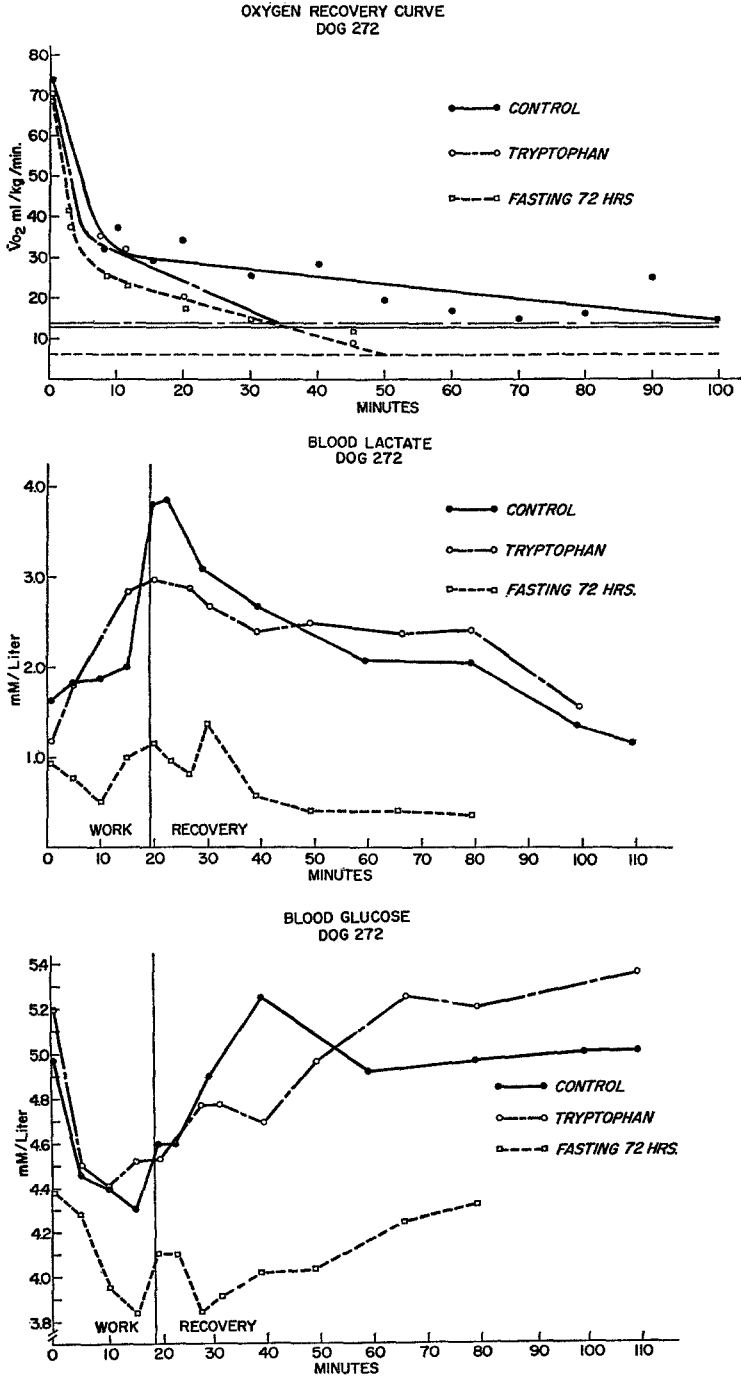 OXYGEN RECOVERY CURVE
DOG 272
80
70
60
50
40
30
20
10
V̇o₂ ml/kg/min.
CONTROL
TRYPTOPHAN
FASTING 72 HRS
0 10 20 30 40 50 60 70 80 90 100
MINUTES
BLOOD LACTATE
DOG 272
4.0
3.0
2.0
1.0
mM/Liter
CONTROL
TRYPTOPHAN
FASTING 72 HRS.
WORK RECOVERY
0 10 20 30 40 50 60 70 80 90 100 110
MINUTES
BLOOD GLUCOSE
DOG 272
5.4
5.0
4.8
4.6
4.4
4.2
4.0
3.8
mM/Liter
CONTROL
TRYPTOPHAN
FASTING 72 HRS.
WORK RECOVERY
0 10 20 30 40 50 60 70 80 90 100 110
MINUTES